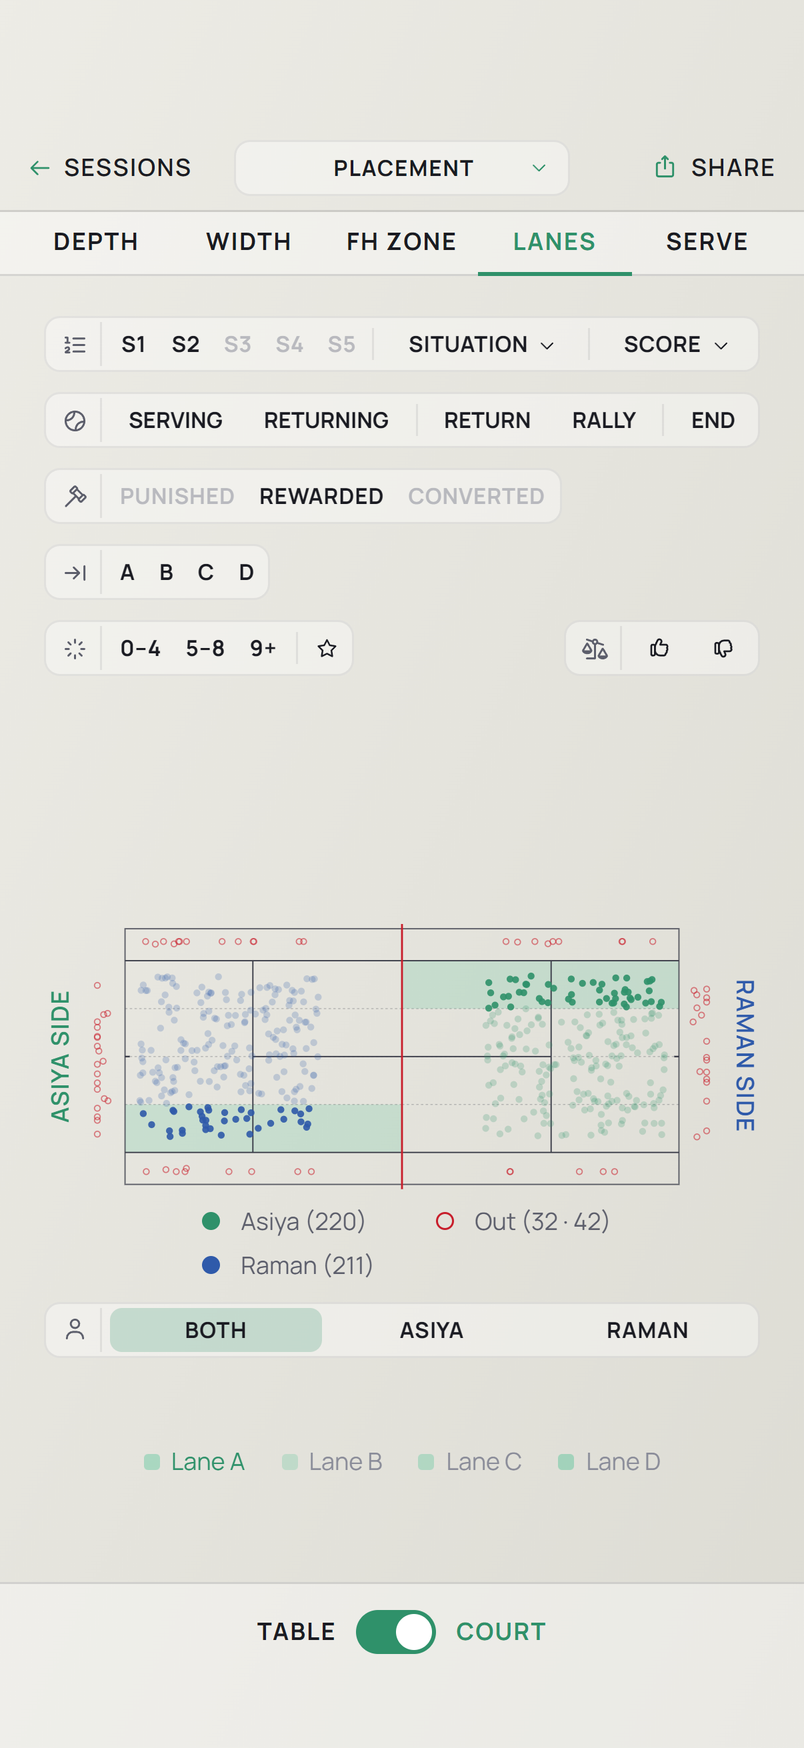 SESSIONS PLACEMENT SHARE
DEPTH WIDTH FH ZONE LANES SERVE
S1 S2 S3 S4 S5 SITUATION SCORE
SERVING RETURNING RETURN RALLY END
PUNISHED REWARDED CONVERTED
A B C D
0–4 5–8 9+
ASIYA SIDE
RAMAN SIDE
Asiya (220) Out (32 · 42)
Raman (211)
BOTH ASIYA RAMAN
Lane A Lane B Lane C Lane D
TABLE COURT